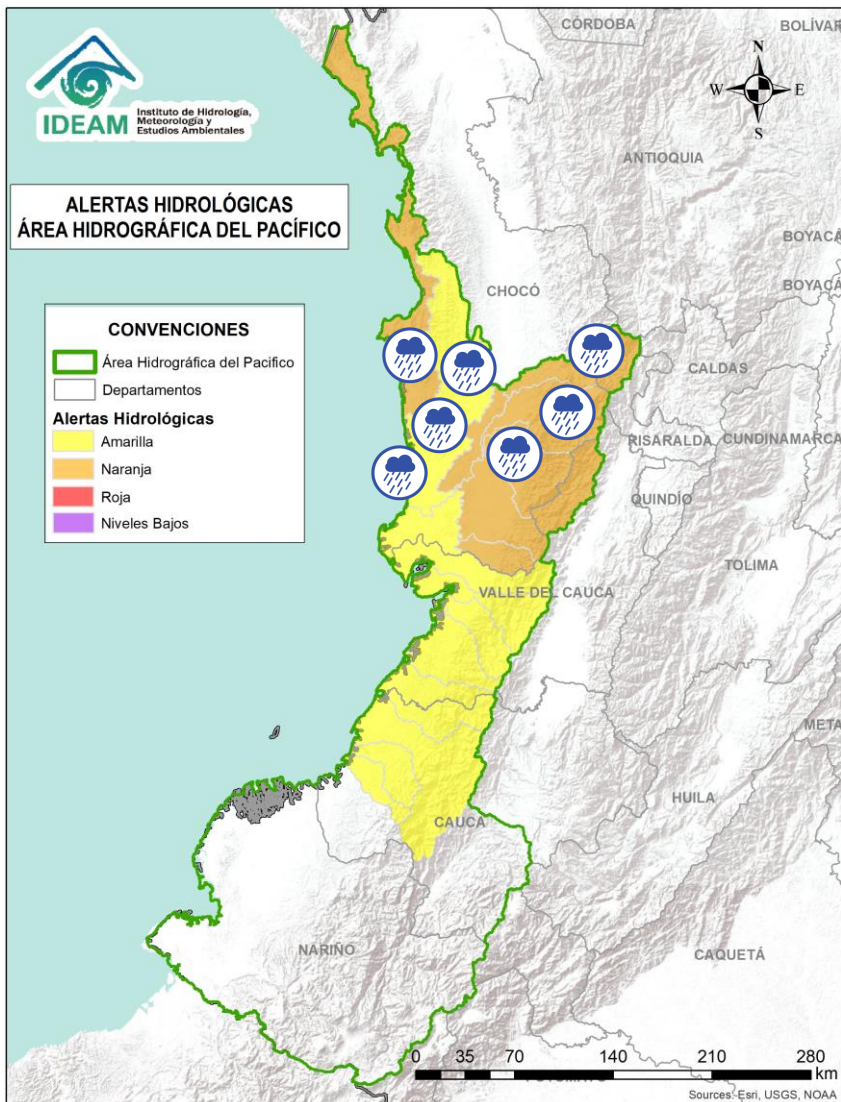 CÓRDOBA
BOLÍVAR
IDEAM
Instituto de Hidrología,
Meteorología y
Estudios Ambientales
N
W
E
S
ANTIOQUIA
ALERTAS HIDROLÓGICAS
ÁREA HIDROGRÁFICA DEL PACÍFICO
BOYACÁ
BOYACÁ
CHOCÓ
CONVENCIONES
Área Hidrográfica del Pacifico
Departamentos
Alertas Hidrológicas
Amarilla
Naranja
Roja
Niveles Bajos
CALDAS
RISARALDA
CUNDINAMARCA
QUINDÍO
TOLIMA
VALLE DEL CAUCA
META
HUILA
CAUCA
NARIÑO
CAQUETÁ
0 35 70 140 210 280
km
Sources: Esri, USGS, NOAA